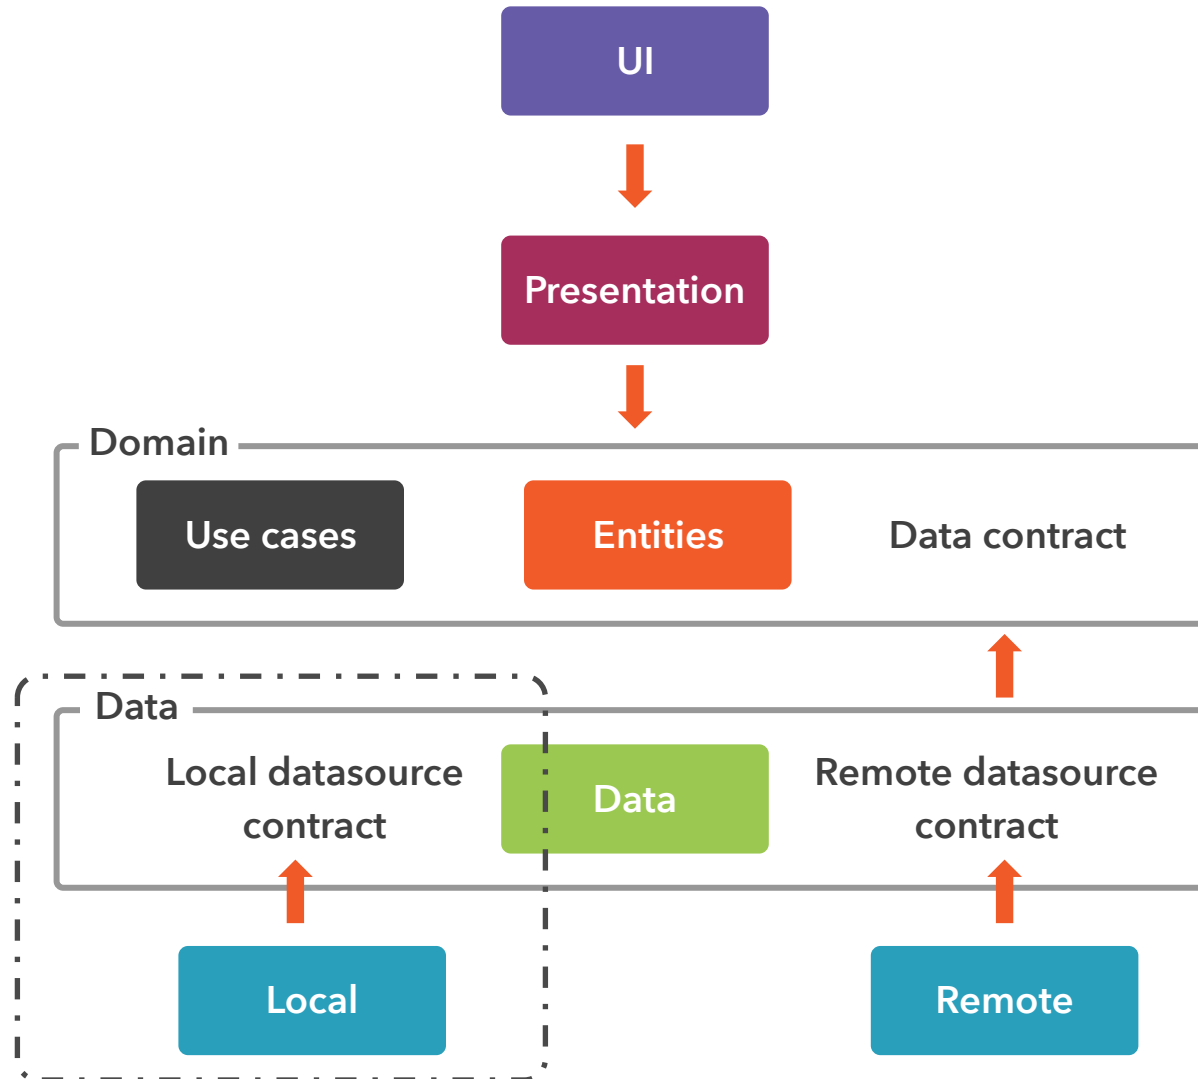 UI
Presentation
Domain
Use cases
Entities
Data contract
Data
Local datasource
contract
Data
Remote datasource
contract
Local
Remote